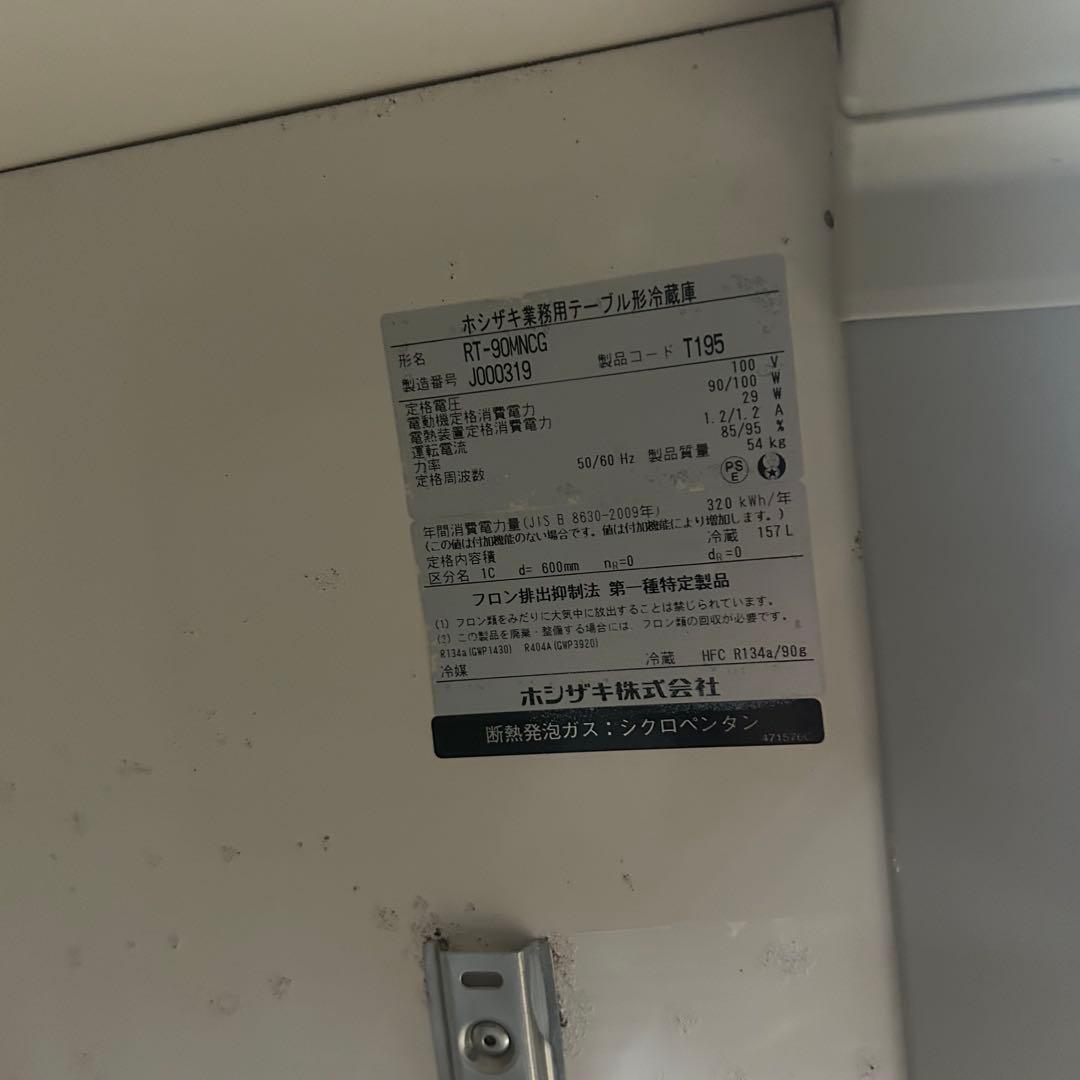 ホシザキ業務用テーブル形冷蔵庫
形名 RT-90MNCG 製品コード T195
製造番号 J000319
定格電圧 100 V
電動機定格消費電力 90/100 W
電熱装置定格消費電力 29 W
運転電流 1.2/1.2 A
力率 85/95 %
定格周波数 50/60 Hz 製品質量 54 kg
PS E
年間消費電力量(JIS B 8630-2009年) 320 kWh/年
(この値は付加機能のない場合です。値は付加機能により増加します。)
定格内容積 冷蔵 157 L
区分名 1C d= 600mm nR=0 dR=0
フロン排出抑制法 第一種特定製品
(1) フロン類をみだりに大気中に放出することは禁じられています。
(2) この製品を廃棄・整備する場合には、フロン類の回収が必要です。
R134a(GWP1430) R404A(GWP3920)
冷媒 冷蔵 HFC R134a/90g
ホシザキ株式会社
断熱発泡ガス：シクロペンタン
471576C